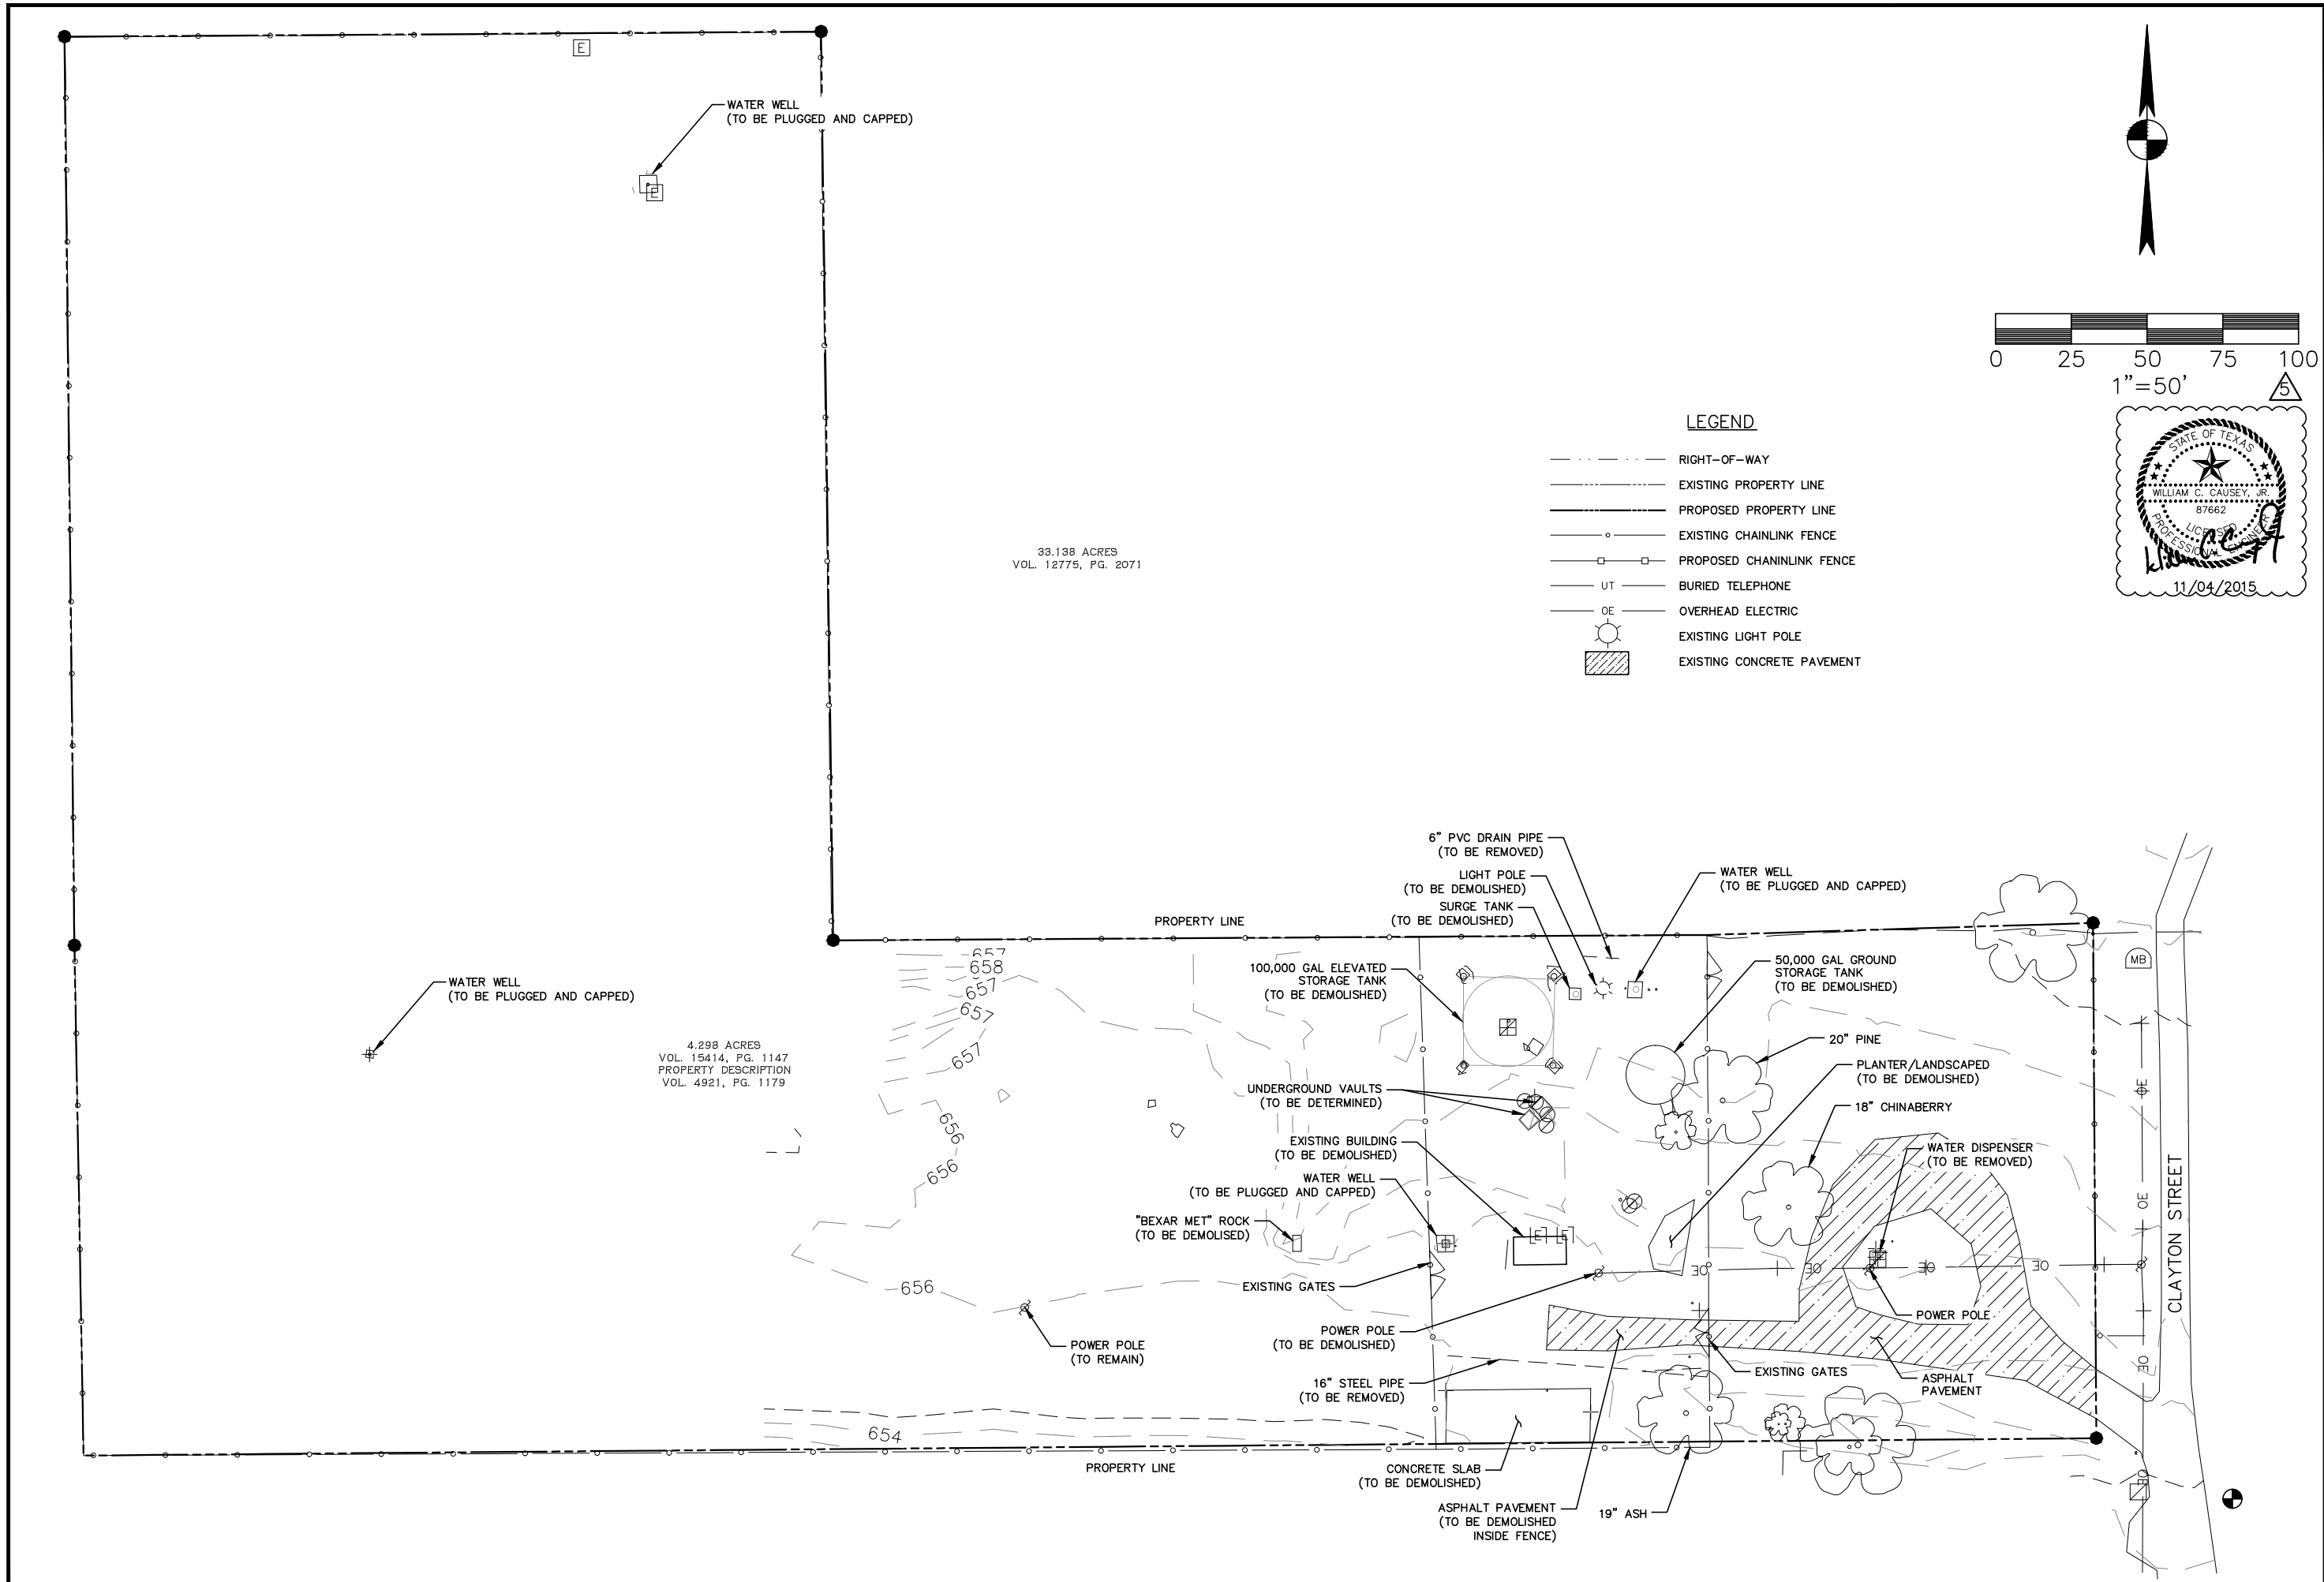 E
WATER WELL
(TO BE PLUGGED AND CAPPED)
E
0 25 50 75 100
1"=50'
5
STATE OF TEXAS
WILLIAM C. CAUSEY, JR.
87662
LICENSED
PROFESSIONAL ENGINEER
11/04/2015
LEGEND
RIGHT-OF-WAY
EXISTING PROPERTY LINE
PROPOSED PROPERTY LINE
EXISTING CHAINLINK FENCE
PROPOSED CHANINLINK FENCE
UT BURIED TELEPHONE
OE OVERHEAD ELECTRIC
EXISTING LIGHT POLE
EXISTING CONCRETE PAVEMENT
33.138 ACRES
VOL. 12775, PG. 2071
6" PVC DRAIN PIPE
(TO BE REMOVED)
LIGHT POLE
(TO BE DEMOLISHED)
SURGE TANK
(TO BE DEMOLISHED)
WATER WELL
(TO BE PLUGGED AND CAPPED)
PROPERTY LINE
657
658
657
657
657
656
656
656
654
WATER WELL
(TO BE PLUGGED AND CAPPED)
4.298 ACRES
VOL. 15414, PG. 1147
PROPERTY DESCRIPTION
VOL. 4921, PG. 1179
100,000 GAL ELEVATED
STORAGE TANK
(TO BE DEMOLISHED)
50,000 GAL GROUND
STORAGE TANK
(TO BE DEMOLISHED)
MB
20" PINE
PLANTER/LANDSCAPED
(TO BE DEMOLISHED)
18" CHINABERRY
UNDERGROUND VAULTS
(TO BE DETERMINED)
EXISTING BUILDING
(TO BE DEMOLISHED)
WATER WELL
(TO BE PLUGGED AND CAPPED)
"BEXAR MET" ROCK
(TO BE DEMOLISED)
E E
WATER DISPENSER
(TO BE REMOVED)
EXISTING GATES
OE OE OE OE
OE
OE
OE
OE
CLAYTON STREET
POWER POLE
POWER POLE
(TO BE DEMOLISHED)
POWER POLE
(TO REMAIN)
16" STEEL PIPE
(TO BE REMOVED)
EXISTING GATES
ASPHALT
PAVEMENT
PROPERTY LINE
CONCRETE SLAB
(TO BE DEMOLISHED)
ASPHALT PAVEMENT
(TO BE DEMOLISHED
INSIDE FENCE)
19" ASH